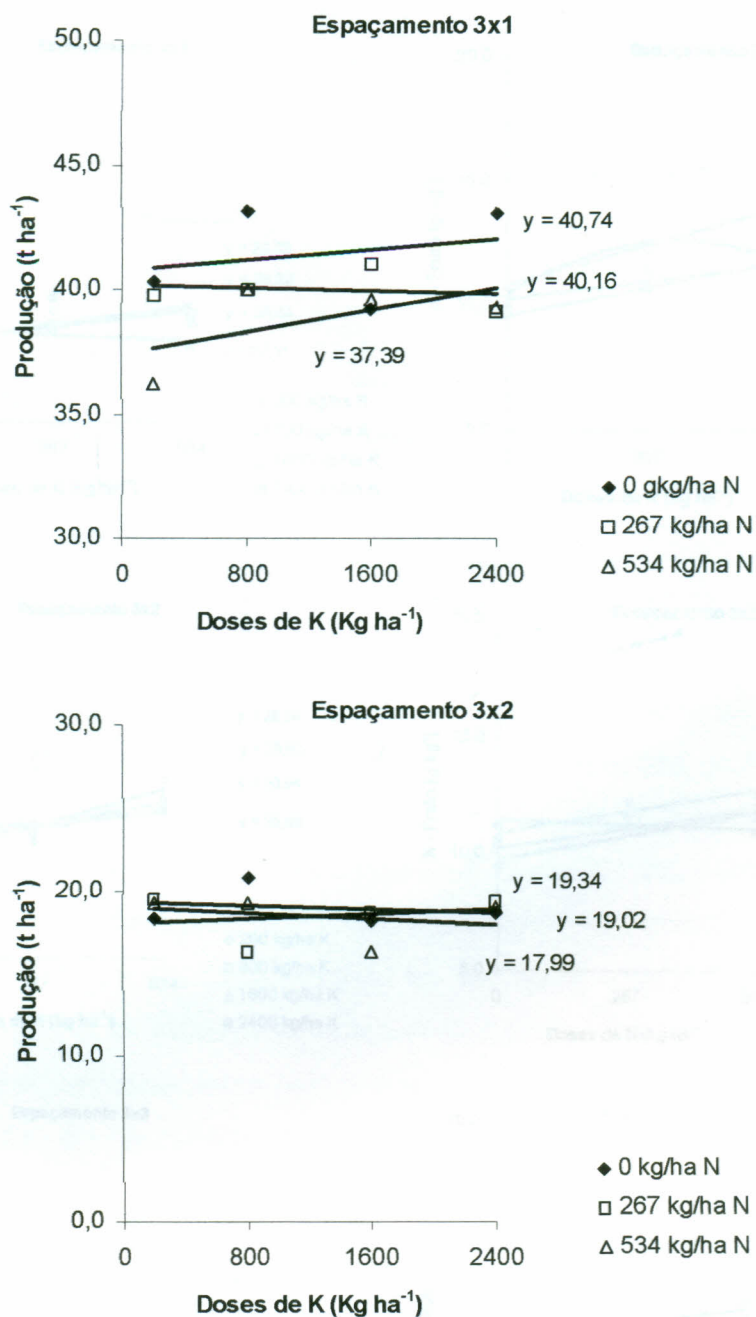 Espaçamento 3x1
50,0
45,0
40,0
35,0
30,0
Produção (t ha⁻¹)
y = 40,74
y = 40,16
y = 37,39
◆ 0 gkg/ha N
□ 267 kg/ha N
△ 534 kg/ha N
0 800 1600 2400
Doses de K (Kg ha⁻¹)
Espaçamento 3x2
30,0
20,0
10,0
0,0
Produção (t ha⁻¹)
y = 19,34
y = 19,02
y = 17,99
◆ 0 kg/ha N
□ 267 kg/ha N
△ 534 kg/ha N
0 800 1600 2400
Doses de K (Kg ha⁻¹)